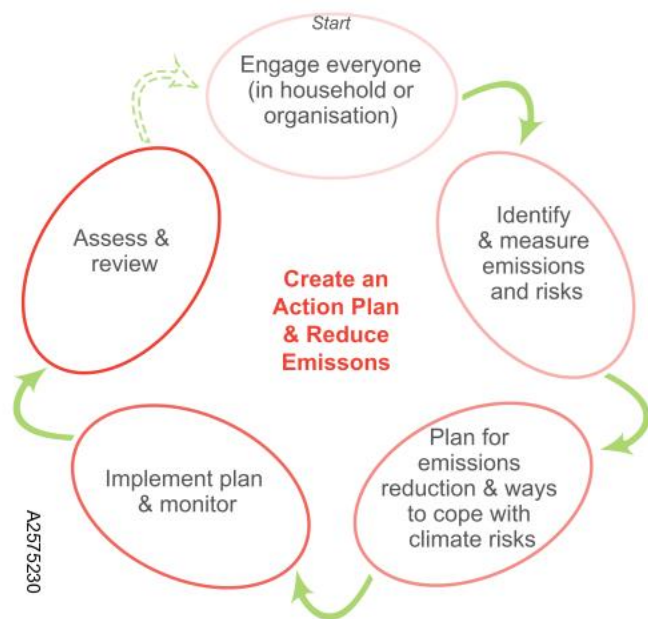 Start
Engage everyone
(in household or
organisation)
Identify
& measure
emissions
and risks
Plan for
emissions
reduction & ways
to cope with
climate risks
Implement plan
& monitor
Assess &
review
Create an
Action Plan
& Reduce
Emissons
A2575230